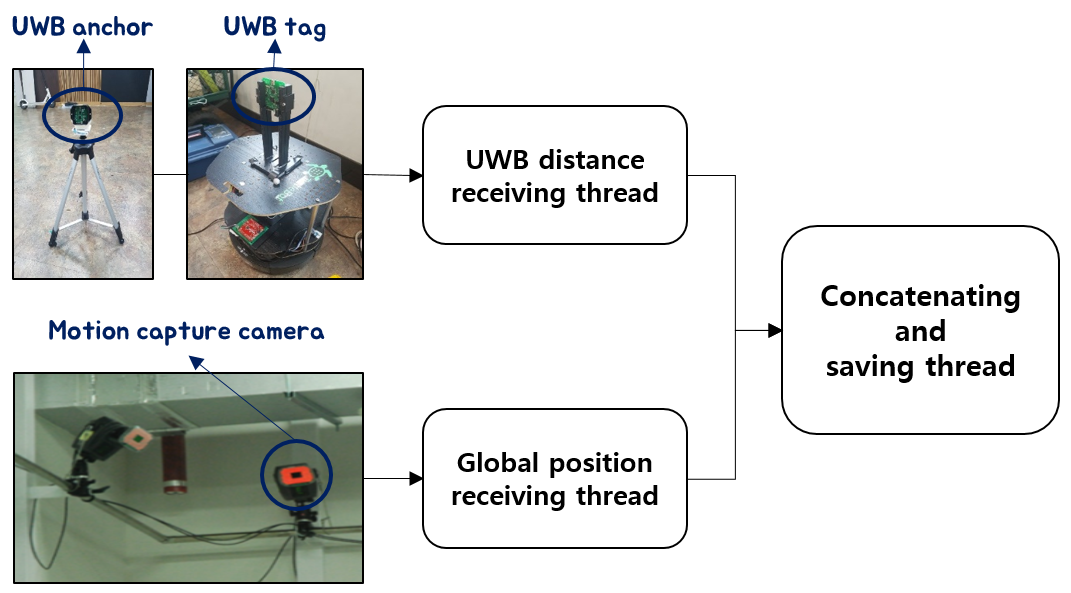 UWB anchor
UWB tag
UWB distance
receiving thread
Motion capture camera
Global position
receiving thread
Concatenating
and
saving thread